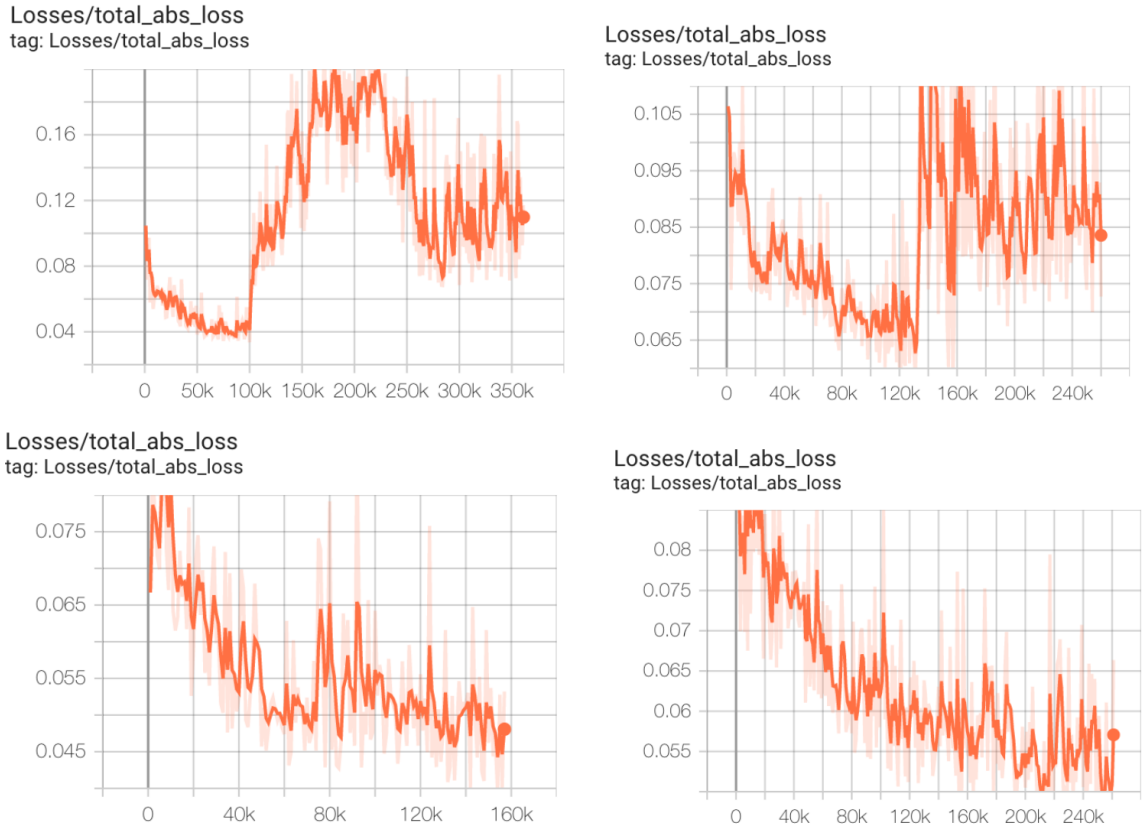 Losses/total_abs_loss
tag: Losses/total_abs_loss
0.16
0.12
0.08
0.04
0 50k 100k 150k 200k 250k 300k 350k
Losses/total_abs_loss
tag: Losses/total_abs_loss
0.105
0.095
0.085
0.075
0.065
0 40k 80k 120k 160k 200k 240k
Losses/total_abs_loss
tag: Losses/total_abs_loss
0.075
0.065
0.055
0.045
0 40k 80k 120k 160k
Losses/total_abs_loss
tag: Losses/total_abs_loss
0.08
0.075
0.07
0.065
0.06
0.055
0 40k 80k 120k 160k 200k 240k